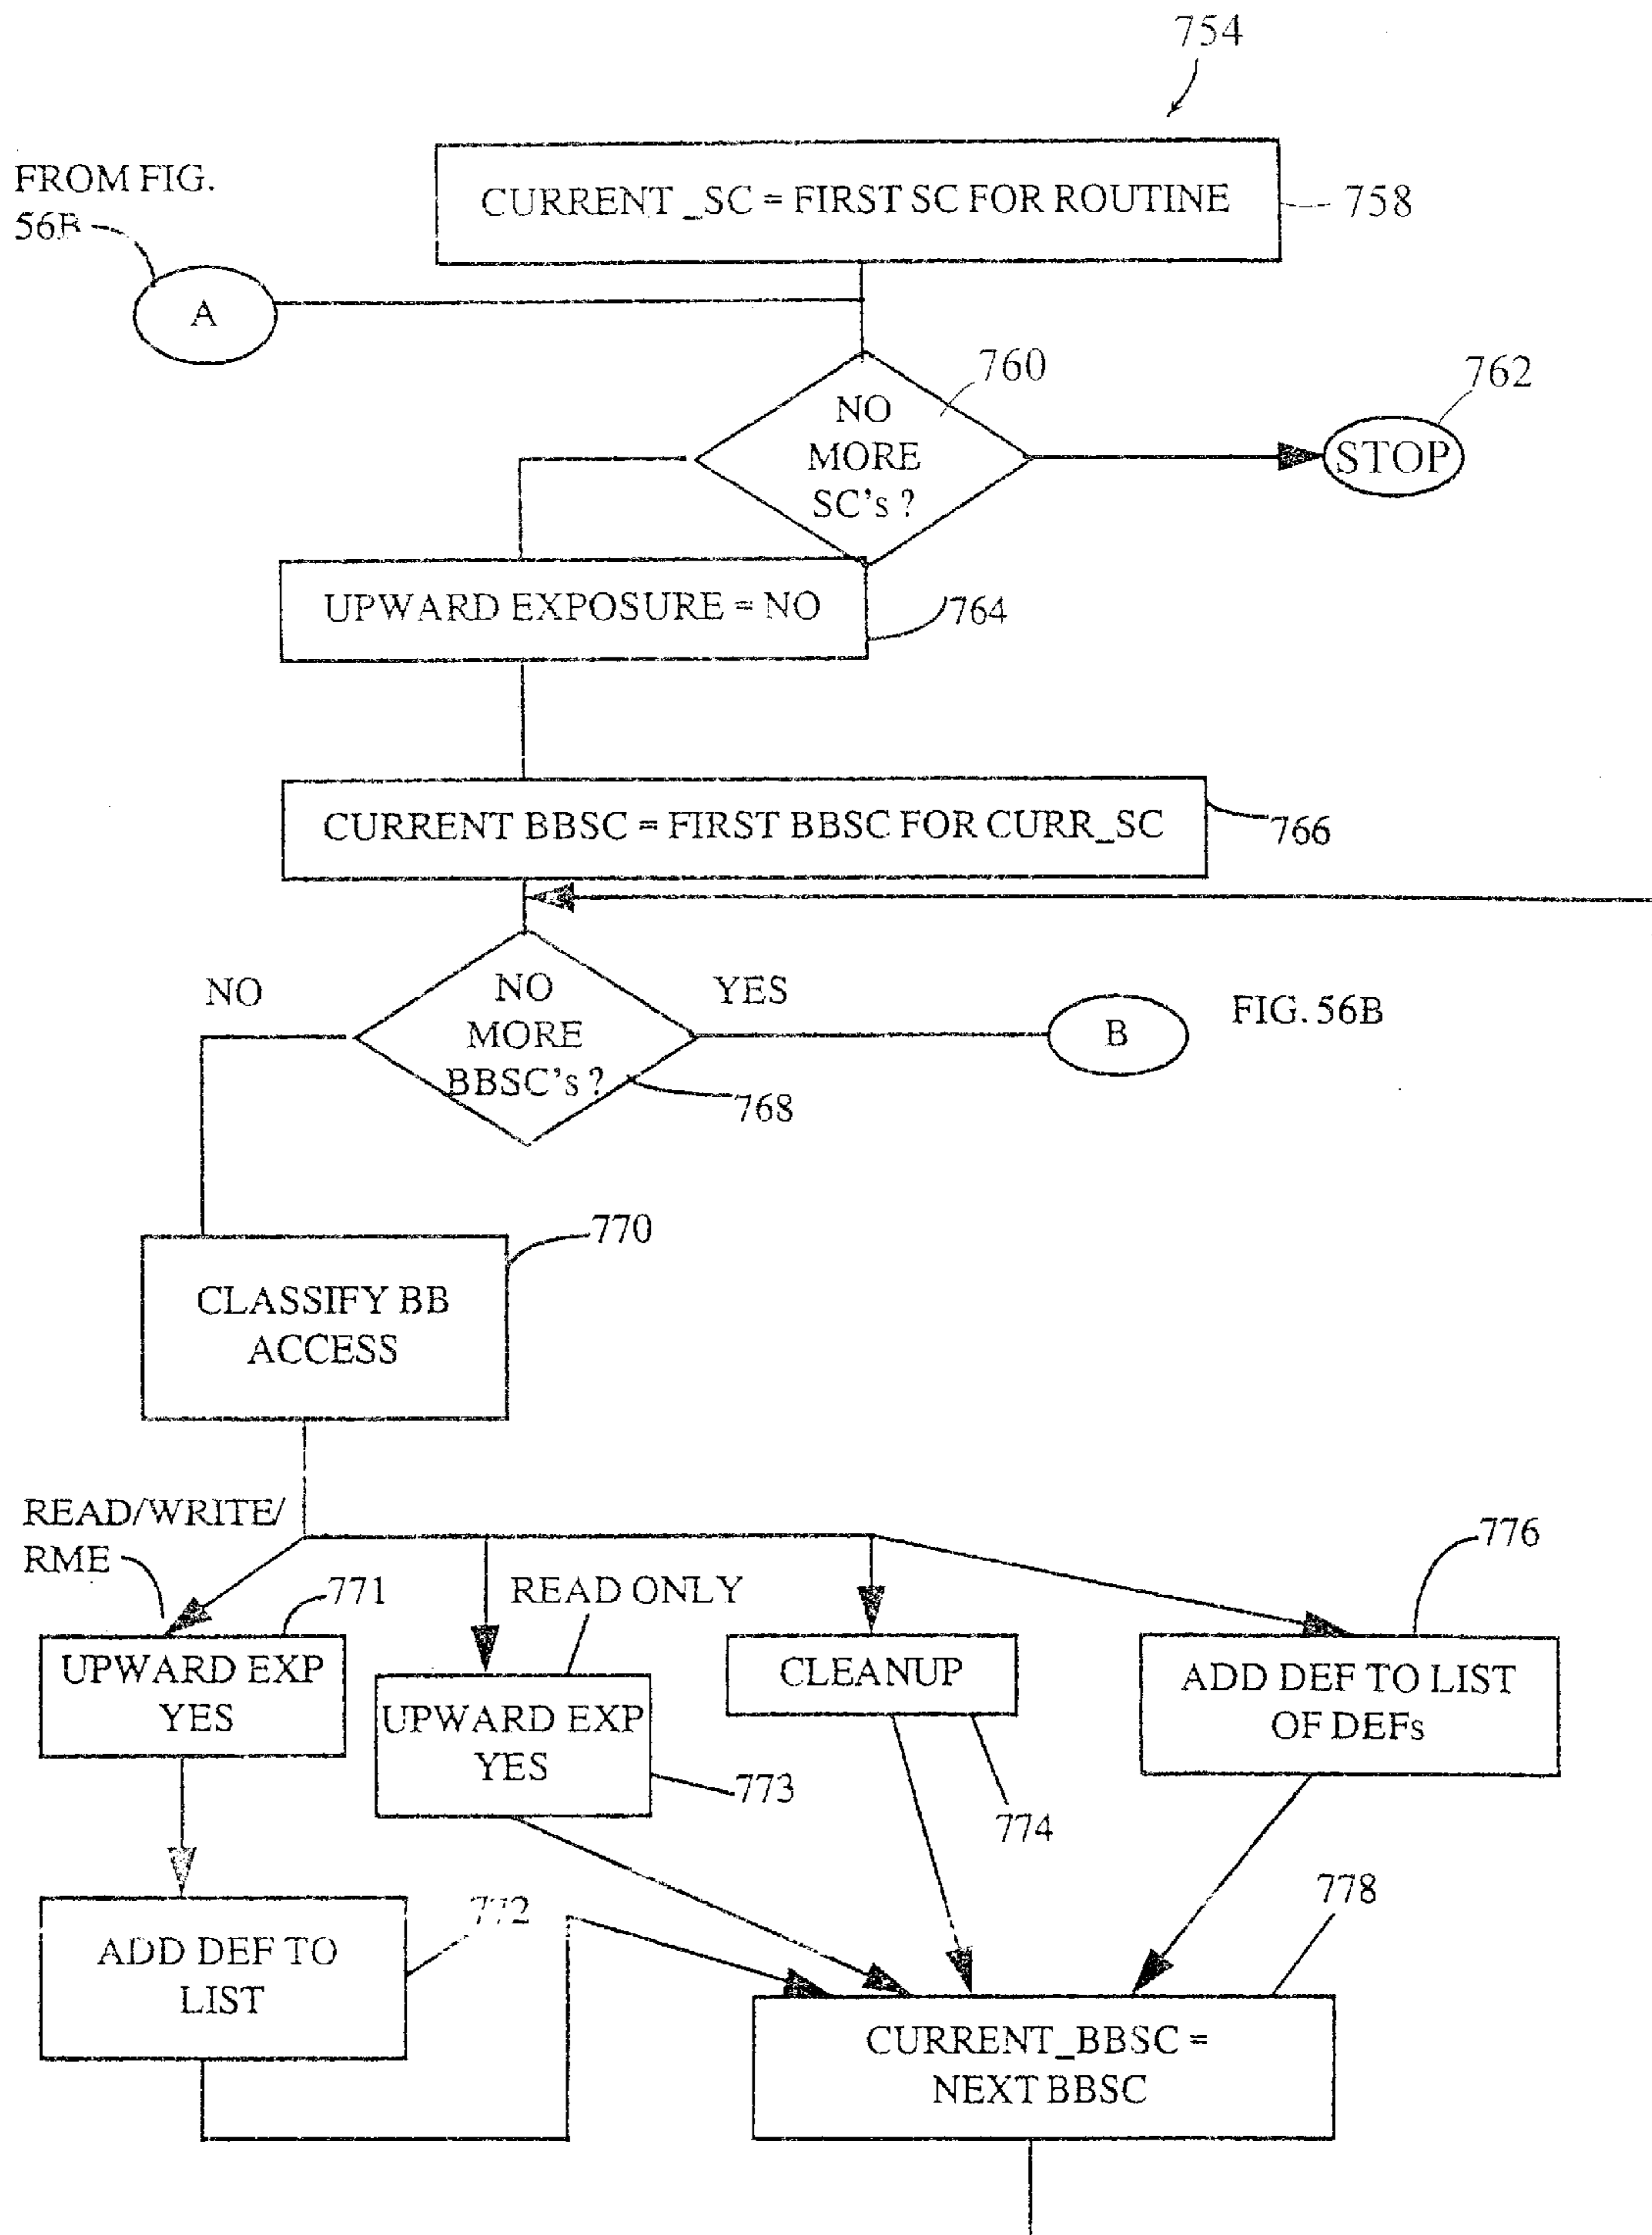 754
FROM FIG.
56B
CURRENT _SC = FIRST SC FOR ROUTINE
758
A
760
762
NO
MORE
SC's ?
STOP
UPWARD EXPOSURE = NO
764
CURRENT BBSC = FIRST BBSC FOR CURR_SC
766
NO
NO
MORE
BBSC's ?
YES
B
FIG. 56B
768
770
CLASSIFY BB
ACCESS
READ/WRITE/
RME
771
READ ONLY
776
UPWARD EXP
YES
UPWARD EXP
YES
773
CLEANUP
774
ADD DEF TO LIST
OF DEFs
772
778
ADD DEF TO
LIST
CURRENT_BBSC =
NEXT BBSC